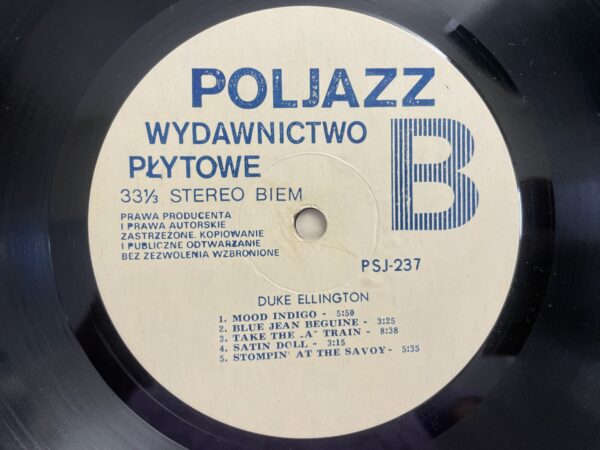 POLJAZZ
WYDAWNICTWO
PŁYTOWE
B
33⅓ STEREO BIEM
PRAWA PRODUCENTA
I PRAWA AUTORSKIE
ZASTRZEŻONE. KOPIOWANIE
I PUBLICZNE ODTWARZANIE
BEZ ZEZWOLENIA WZBRONIONE
PSJ-237
DUKE ELLINGTON
1. MOOD INDIGO - 5:50
2. BLUE JEAN BEGUINE - 3:25
3. TAKE THE „A" TRAIN - 8:38
4. SATIN DOLL - 3:15
5. STOMPIN' AT THE SAVOY - 5:35